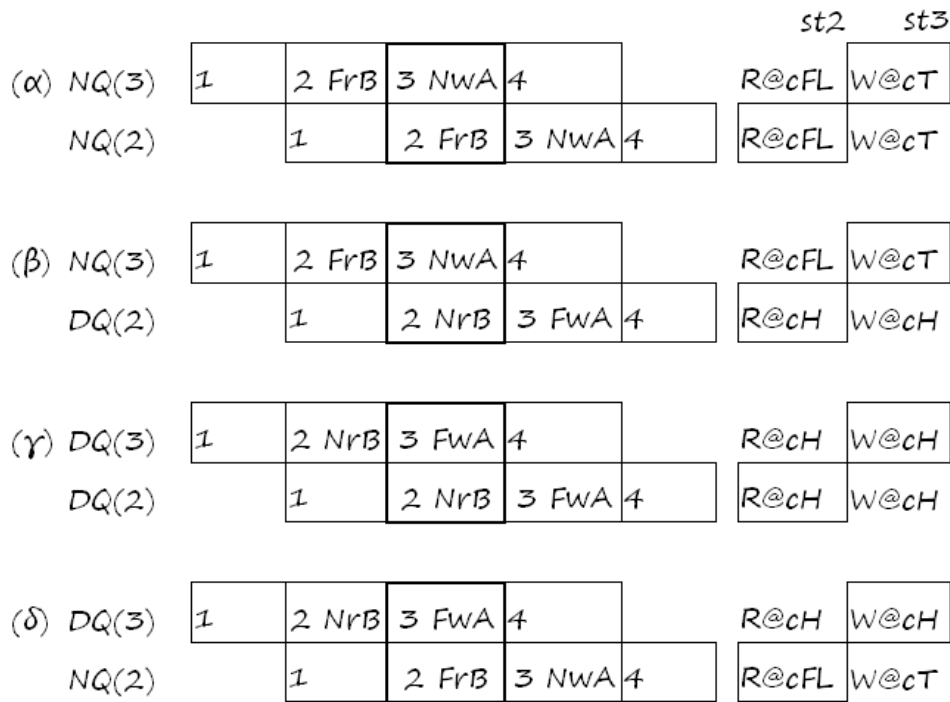 st2 st3
(α) NQ(3) 1 2 FrB 3 NwA 4 R@cFL W@cT
NQ(2) 1 2 FrB 3 NwA 4 R@cFL W@cT
(β) NQ(3) 1 2 FrB 3 NwA 4 R@cFL W@cT
DQ(2) 1 2 NrB 3 FwA 4 R@cH W@cH
(γ) DQ(3) 1 2 NrB 3 FwA 4 R@cH W@cH
DQ(2) 1 2 NrB 3 FwA 4 R@cH W@cH
(δ) DQ(3) 1 2 NrB 3 FwA 4 R@cH W@cH
NQ(2) 1 2 FrB 3 NwA 4 R@cFL W@cT